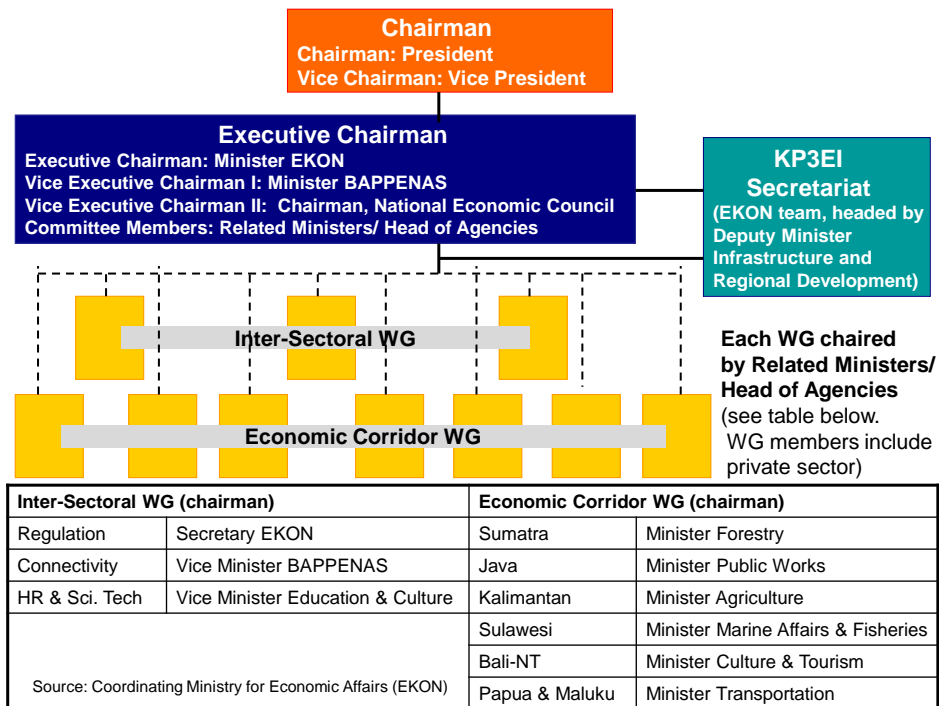 Chairman
Chairman: President
Vice Chairman: Vice President
Executive Chairman
Executive Chairman: Minister EKON
Vice Executive Chairman I: Minister BAPPENAS
Vice Executive Chairman II:  Chairman, National Economic Council
Committee Members: Related Ministers/ Head of Agencies
KP3EI
Secretariat
(EKON team, headed by
Deputy Minister
Infrastructure and
Regional Development)
Inter-Sectoral WG
Economic Corridor WG
Each WG chaired
by Related Ministers/
Head of Agencies
(see table below.
WG members include
private sector)
Inter-Sectoral WG (chairman) Economic Corridor WG (chairman)
Regulation Secretary EKON Sumatra Minister Forestry
Connectivity Vice Minister BAPPENAS Java Minister Public Works
HR & Sci. Tech Vice Minister Education & Culture Kalimantan Minister Agriculture
Sulawesi Minister Marine Affairs & Fisheries
Bali-NT Minister Culture & Tourism
Source: Coordinating Ministry for Economic Affairs (EKON) Papua & Maluku Minister Transportation